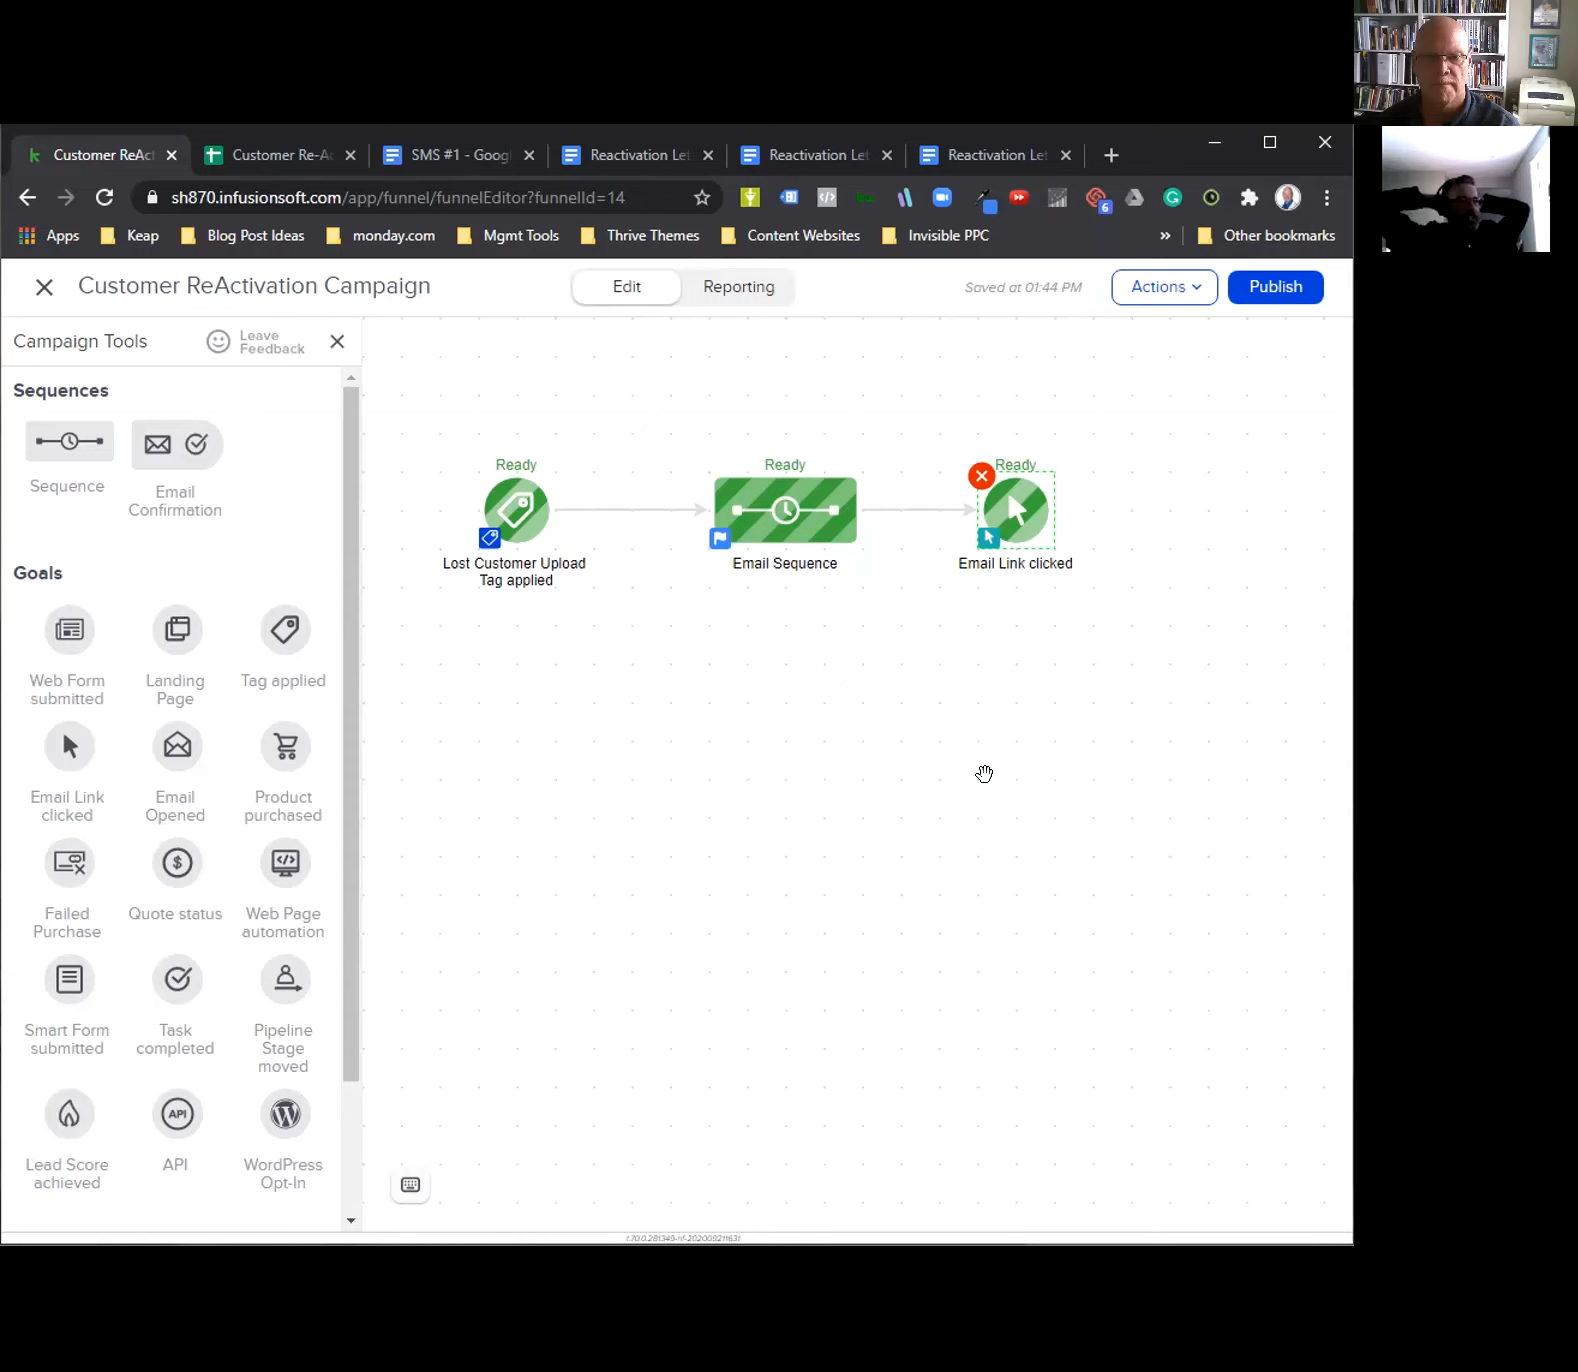 Customer ReAct
Customer Re-A
SMS #1 - Goog
Reactivation Let
Reactivation Let
Reactivation Let
sh870.infusionsoft.com/app/funnel/funnelEditor?funnelId=14
6
Apps
Keap
Blog Post Ideas
monday.com
Mgmt Tools
Thrive Themes
Content Websites
Invisible PPC
»
Other bookmarks
Customer ReActivation Campaign
Edit
Reporting
Saved at 01:44 PM
Actions
Publish
Campaign Tools
Leave
Feedback
Sequences
Sequence
Email
Confirmation
Goals
Web Form
submitted
Landing
Page
Tag applied
Email Link
clicked
Email
Opened
Product
purchased
Failed
Purchase
Quote status
Web Page
automation
Smart Form
submitted
Task
completed
Pipeline
Stage
moved
Lead Score
achieved
API
API
WordPress
Opt-In
Ready
Lost Customer Upload
Tag applied
Ready
Email Sequence
Ready
Email Link clicked